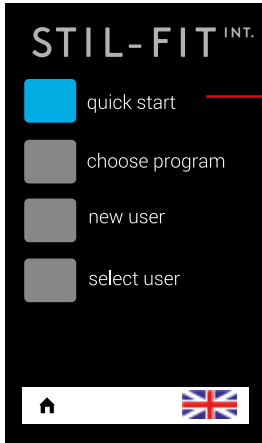 STIL-FIT INT.
quick start
choose program
new user
select user